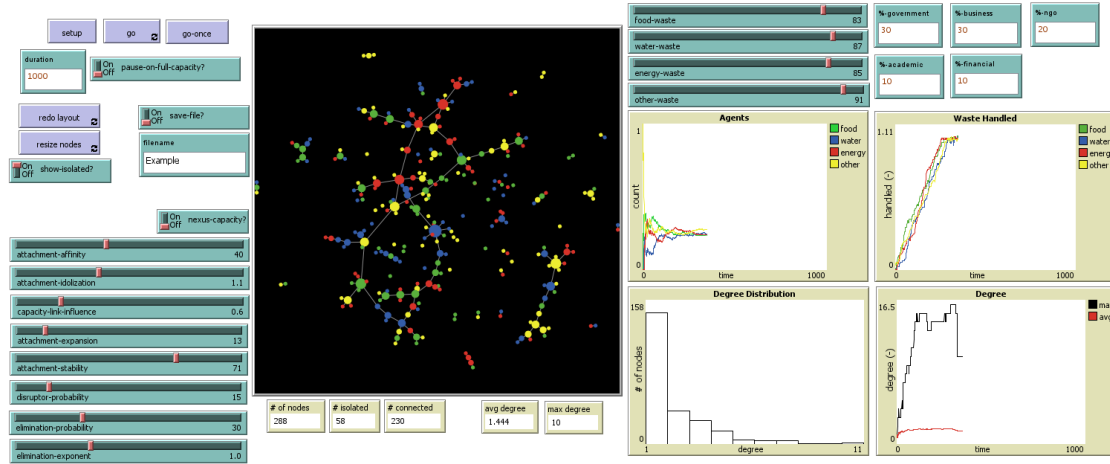 setup
go
go-once
duration
1000
On
Off
pause-on-full-capacity?
redo layout
resize nodes
On
Off
save-file?
filename
Example
On
Off
show-isolated?
On
Off
nexus-capacity?
attachment-affinity 40
attachment-idolization 1.1
capacity-link-influence 0.6
attachment-expansion 13
attachment-stability 71
disruptor-probability 15
elimination-probability 30
elimination-exponent 1.0
# of nodes
288
# isolated
58
# connected
230
avg degree
1.444
max degree
10
food-waste 83
water-waste 87
energy-waste 85
other-waste 91
%-government
30
%-business
30
%-ngo
20
%-academic
10
%-financial
10
Agents
1
count
0
0
time
1000
food
water
energy
other
Waste Handled
1.11
handled (-)
0
0
time
1000
food
water
energy
other
Degree Distribution
158
# of nodes
0
1
degree
11
Degree
16.5
degree (-)
0
0
time
1000